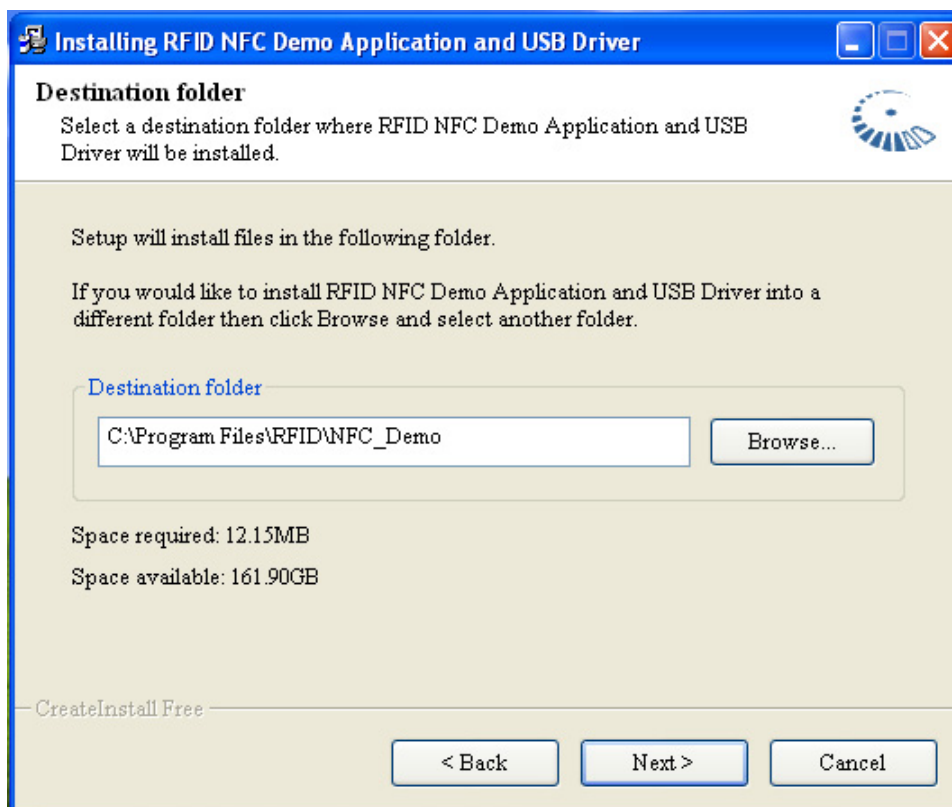 Installing RFID NFC Demo Application and USB Driver
Destination folder
Select a destination folder where RFID NFC Demo Application and USB
Driver will be installed.
Setup will install files in the following folder.
If you would like to install RFID NFC Demo Application and USB Driver into a
different folder then click Browse and select another folder.
Destination folder
C:\Program Files\RFID\NFC_Demo
Browse...
Space required: 12.15MB
Space available: 161.90GB
CreateInstall Free
< Back
Next >
Cancel